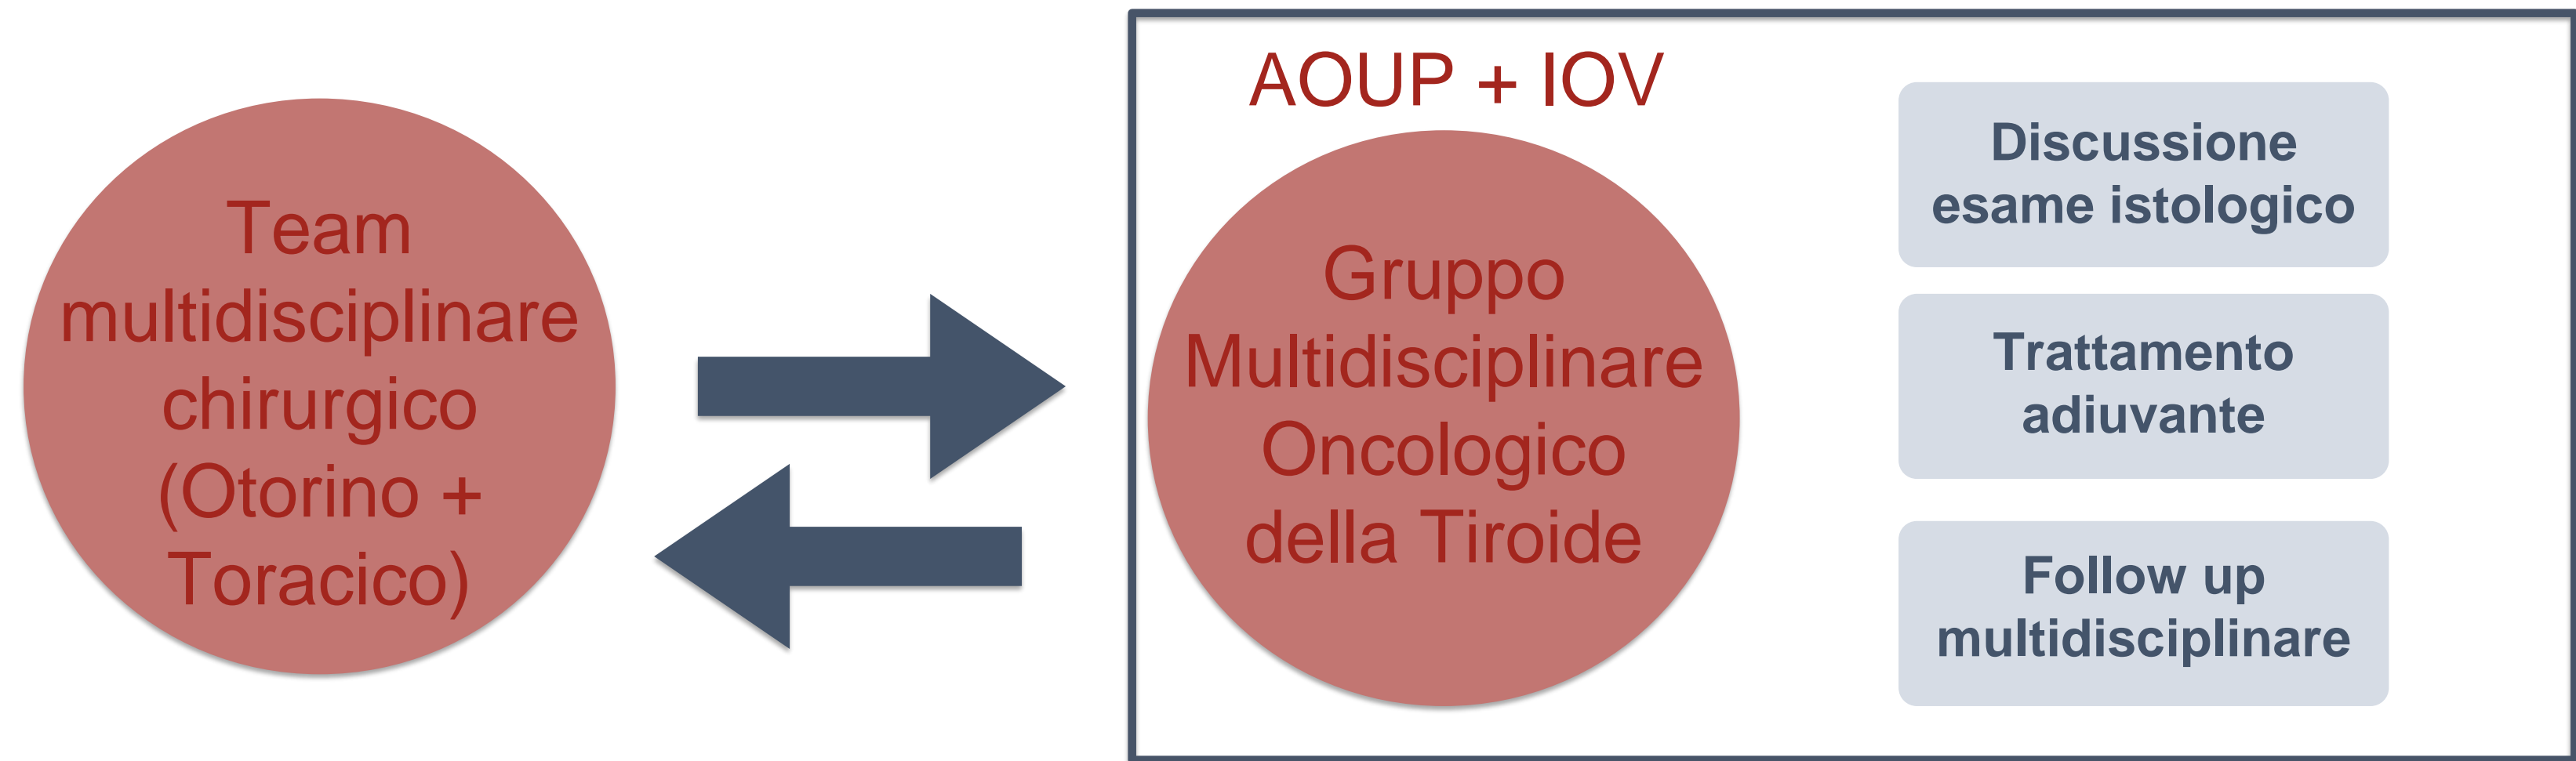 Team
multidisciplinare
chirurgico
(Otorino +
Toracico)
AOUP + IOV
Gruppo
Multidisciplinare
Oncologico
della Tiroide
Discussione
esame istologico
Trattamento
adiuvante
Follow up
multidisciplinare